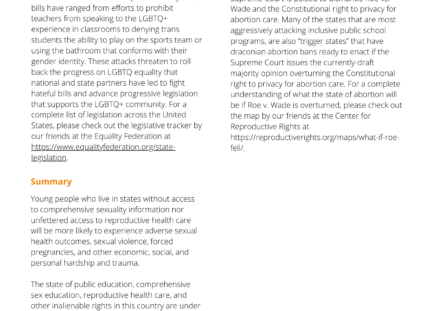 bills have ranged from efforts to prohibit
teachers from speaking to the LGBTQ+
experience in classrooms to denying trans
students the ability to play on the sports team or
using the bathroom that conforms with their
gender identity. These attacks threaten to roll
back the progress on LGBTQ equality that
national and state partners have led to fight
hateful bills and advance progressive legislation
that supports the LGBTQ+ community. For a
complete list of legislation across the United
States, please check out the legislative tracker by
our friends at the Equality Federation at
https://www.equalityfederation.org/state-
legislation.
Summary
Young people who live in states without access
to comprehensive sexuality information nor
unfettered access to reproductive health care
will be more likely to experience adverse sexual
health outcomes, sexual violence, forced
pregnancies, and other economic, social, and
personal hardship and trauma.
The state of public education, comprehensive
sex education, reproductive health care, and
other inalienable rights in this country are under
Wade and the Constitutional right to privacy for
abortion care. Many of the states that are most
aggressively attacking inclusive public school
programs, are also “trigger states” that have
draconian abortion bans ready to enact if the
Supreme Court issues the currently-draft
majority opinion overturning the Constitutional
right to privacy for abortion care. For a complete
understanding of what the state of abortion will
be if Roe v. Wade is overturned, please check out
the map by our friends at the Center for
Reproductive Rights at
https://reproductiverights.org/maps/what-if-roe-
fell/.